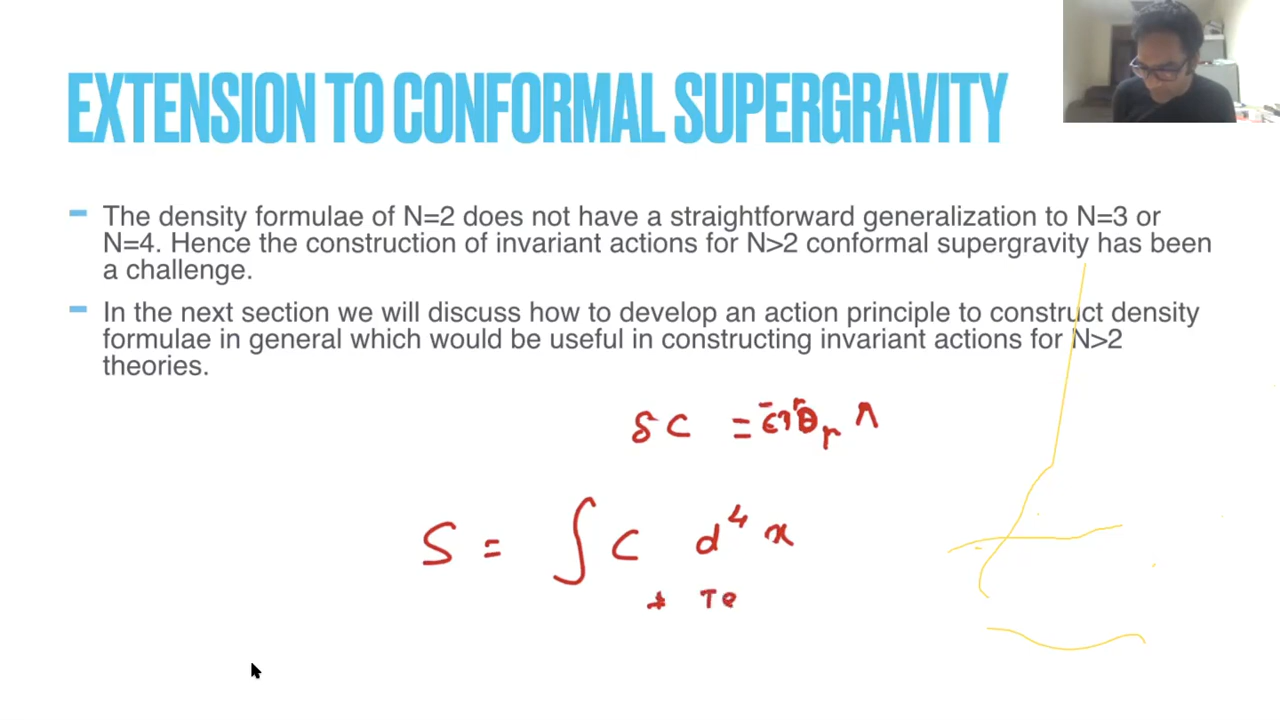 EXTENSION TO CONFORMAL SUPERGRAVITY
- The density formulae of N=2 does not have a straightforward generalization to N=3 or
N=4. Hence the construction of invariant actions for N>2 conformal supergravity has been
a challenge.
- In the next section we will discuss how to develop an action principle to construct density
formulae in general which would be useful in constructing invariant actions for N>2
theories.
δC =
S = ∫ C d⁴ x